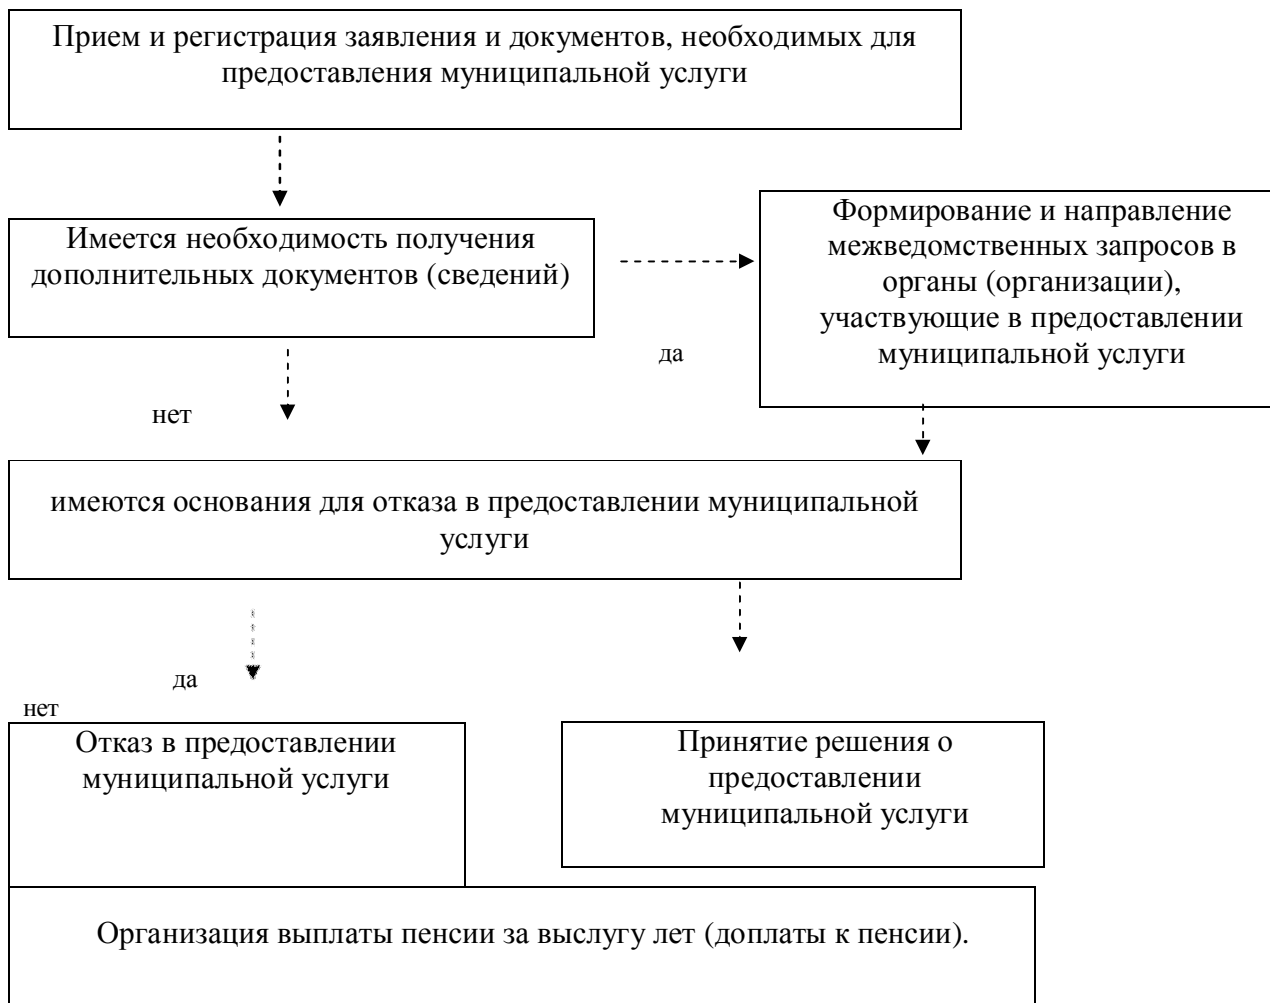 Прием и регистрация заявления и документов, необходимых для
предоставления муниципальной услуги
Имеется необходимость получения
дополнительных документов (сведений)
Формирование и направление
межведомственных запросов в
органы (организации),
участвующие в предоставлении
муниципальной услуги
да
нет
имеются основания для отказа в предоставлении муниципальной
услуги
да
нет
Отказ в предоставлении
муниципальной услуги
Принятие решения о
предоставлении
муниципальной услуги
Организация выплаты пенсии за выслугу лет (доплаты к пенсии).